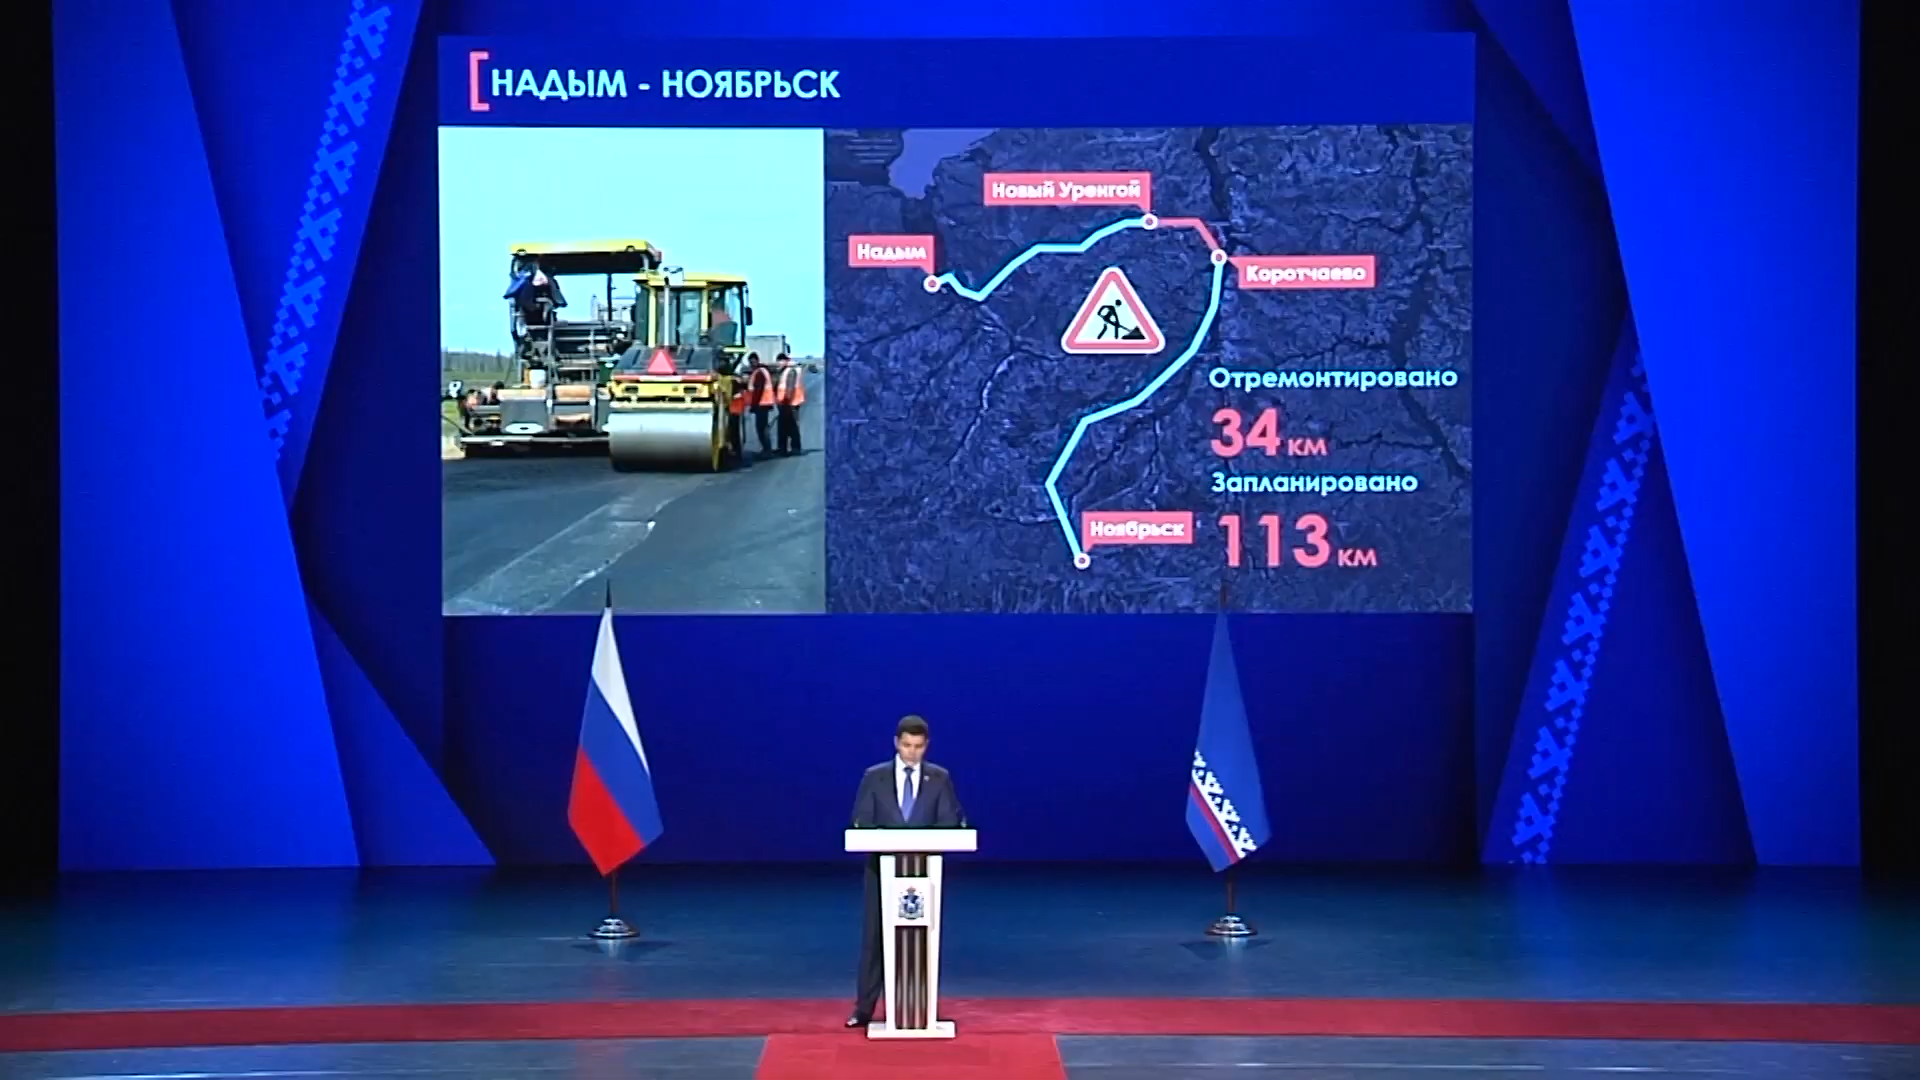 НАДЫМ - НОЯБРЬСК
Новый Уренгой
Надым
Коротчаево
Отремонтировано
34 км
Запланировано
113 км
Ноябрьск